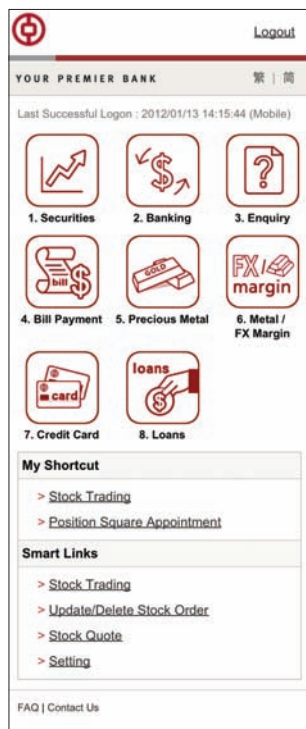 Logout
YOUR PREMIER BANK 繁 | 简
Last Successful Logon : 2012/01/13 14:15:44 (Mobile)
1. Securities 2. Banking 3. Enquiry
bill GOLD FX/ margin
4. Bill Payment 5. Precious Metal 6. Metal /
FX Margin
card loans
7. Credit Card 8. Loans
My Shortcut
> Stock Trading
> Position Square Appointment
Smart Links
> Stock Trading
> Update/Delete Stock Order
> Stock Quote
> Setting
FAQ | Contact Us